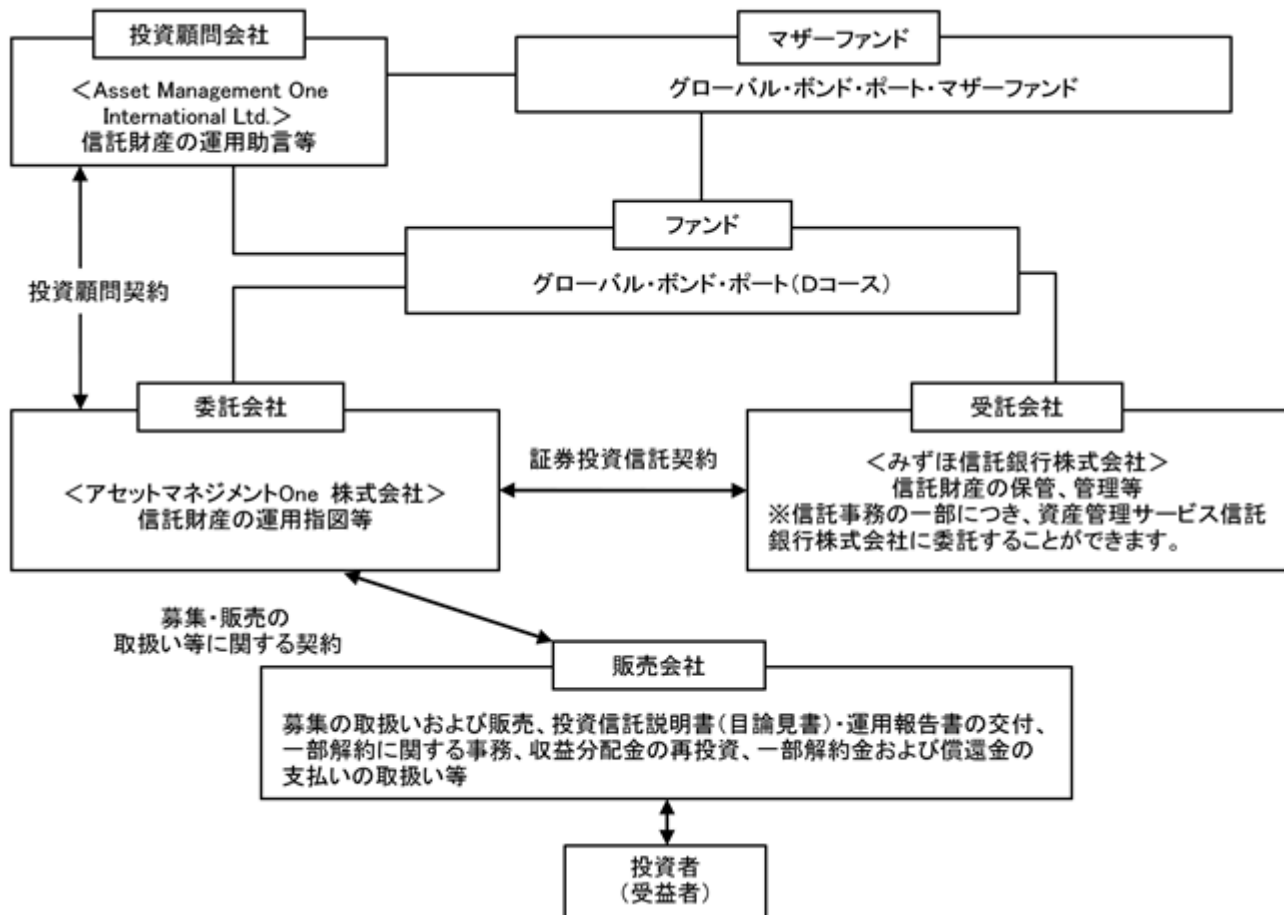 投資顧問会社
＜Asset Management One
International Ltd.＞
信託財産の運用助言等
マザーファンド
グローバル・ボンド・ポート・マザーファンド
ファンド
グローバル・ボンド・ポート（Dコース）
投資顧問契約
委託会社
＜アセットマネジメントOne 株式会社＞
信託財産の運用指図等
証券投資信託契約
受託会社
＜みずほ信託銀行株式会社＞
信託財産の保管、管理等
※信託事務の一部につき、資産管理サービス信託
銀行株式会社に委託することができます。
募集・販売の
取扱い等に関する契約
販売会社
募集の取扱いおよび販売、投資信託説明書（目論見書）・運用報告書の交付、
一部解約に関する事務、収益分配金の再投資、一部解約金および償還金の
支払いの取扱い等
投資者
（受益者）